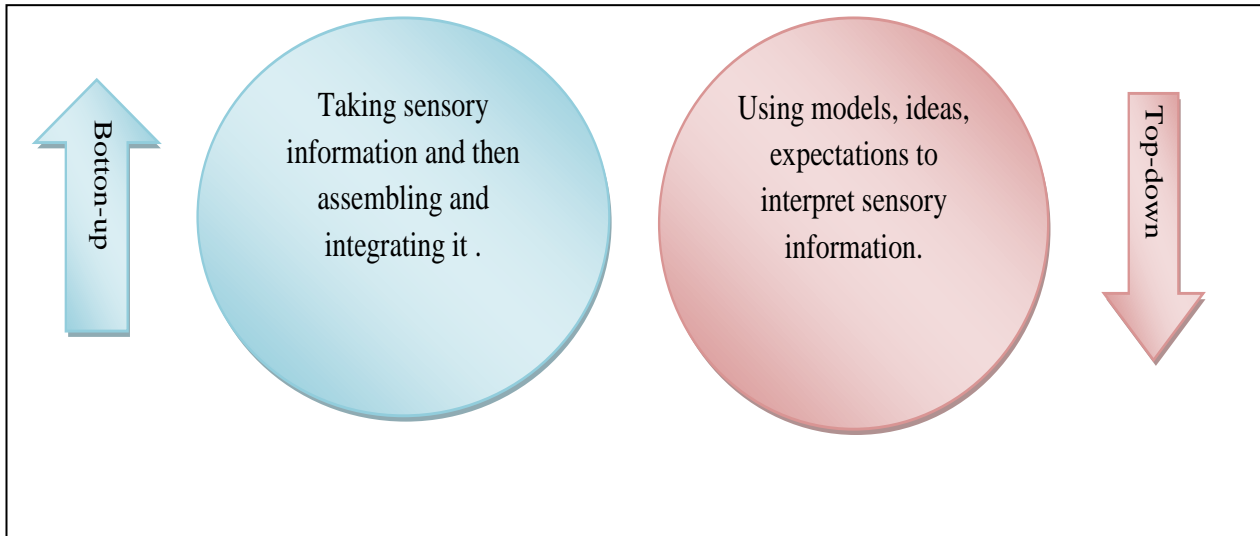 Botton-up
Taking sensory
information and then
assembling and
integrating it .
Using models, ideas,
expectations to
interpret sensory
information.
Top-down